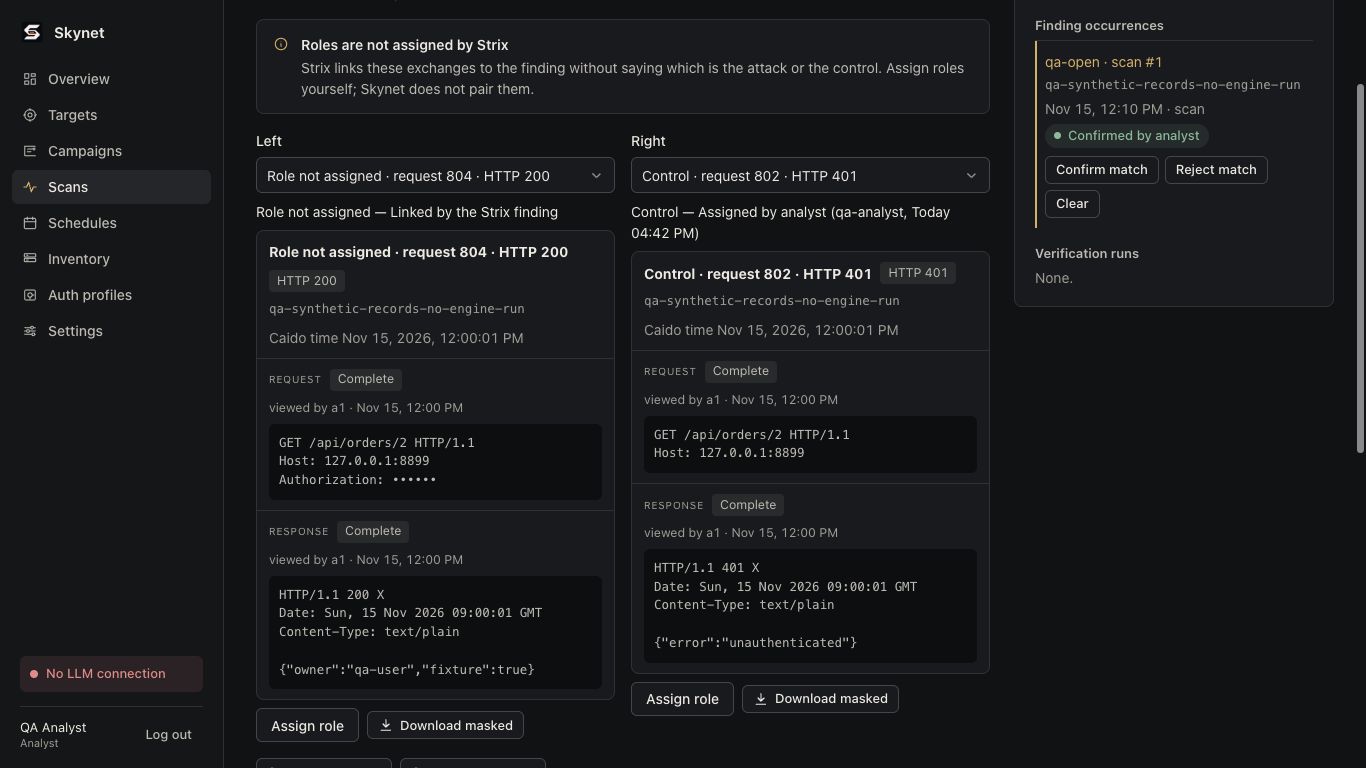 Skynet
Overview
Targets
Campaigns
Scans
Schedules
Inventory
Auth profiles
Settings
No LLM connection
QA Analyst
Analyst
Log out
Roles are not assigned by Strix
Strix links these exchanges to the finding without saying which is the attack or the control. Assign roles
yourself; Skynet does not pair them.
Left
Role not assigned · request 804 · HTTP 200
Role not assigned — Linked by the Strix finding
Role not assigned · request 804 · HTTP 200
HTTP 200
qa-synthetic-records-no-engine-run
Caido time Nov 15, 2026, 12:00:01 PM
REQUEST Complete
viewed by a1 · Nov 15, 12:00 PM
GET /api/orders/2 HTTP/1.1
Host: 127.0.0.1:8899
Authorization: ••••••
RESPONSE Complete
viewed by a1 · Nov 15, 12:00 PM
HTTP/1.1 200 X
Date: Sun, 15 Nov 2026 09:00:01 GMT
Content-Type: text/plain
{"owner":"qa-user","fixture":true}
Assign role
Download masked
Right
Control · request 802 · HTTP 401
Control — Assigned by analyst (qa-analyst, Today
04:42 PM)
Control · request 802 · HTTP 401 HTTP 401
qa-synthetic-records-no-engine-run
Caido time Nov 15, 2026, 12:00:01 PM
REQUEST Complete
viewed by a1 · Nov 15, 12:00 PM
GET /api/orders/2 HTTP/1.1
Host: 127.0.0.1:8899
RESPONSE Complete
viewed by a1 · Nov 15, 12:00 PM
HTTP/1.1 401 X
Date: Sun, 15 Nov 2026 09:00:01 GMT
Content-Type: text/plain
{"error":"unauthenticated"}
Assign role
Download masked
Finding occurrences
qa-open · scan #1
qa-synthetic-records-no-engine-run
Nov 15, 12:10 PM · scan
Confirmed by analyst
Confirm match
Reject match
Clear
Verification runs
None.